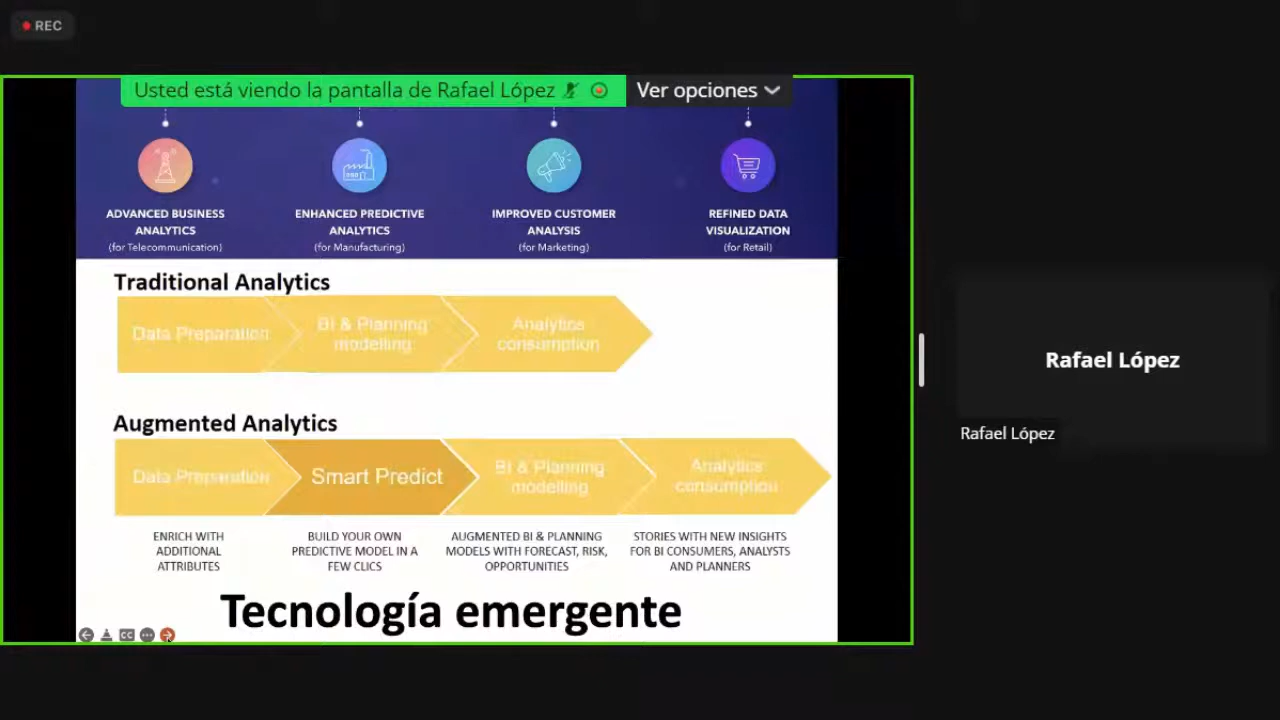 REC
Usted está viendo la pantalla de Rafael López
Ver opciones
ADVANCED BUSINESS
ANALYTICS
(for Telecommunication)
ENHANCED PREDICTIVE
ANALYTICS
(for Manufacturing)
IMPROVED CUSTOMER
ANALYSIS
(for Marketing)
REFINED DATA
VISUALIZATION
(for Retail)
Traditional Analytics
Data Preparation
BI & Planning
modelling
Analytics
consumption
Augmented Analytics
Data Preparation
Smart Predict
BI & Planning
modelling
Analytics
consumption
ENRICH WITH
ADDITIONAL
ATTRIBUTES
BUILD YOUR OWN
PREDICTIVE MODEL IN A
FEW CLICS
AUGMENTED BI & PLANNING
MODELS WITH FORECAST, RISK,
OPPORTUNITIES
STORIES WITH NEW INSIGHTS
FOR BI CONSUMERS, ANALYSTS
AND PLANNERS
Tecnología emergente
CC
Rafael López
Rafael López